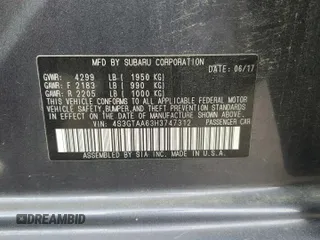 MFD BY SUBARU CORPORATION
DATE: 06/17
GVWR: 4299 LB [ 1950 KG]
GAWR: F 2183 LB [ 990 KG]
GAWR: R 2205 LB [ 1000 KG]
THIS VEHICLE CONFORMS TO ALL APPLICABLE FEDERAL MOTOR
VEHICLE SAFETY, BUMPER, AND THEFT PREVENTION STANDARDS
IN EFFECT ON THE DATE OF MANUFACTURE SHOWN ABOVE.
VIN: 4S3GTAA63H3747312
PASSENGER CAR
ASSEMBLED BY SIA INC. MADE IN U.S.A.
© iDreamBid